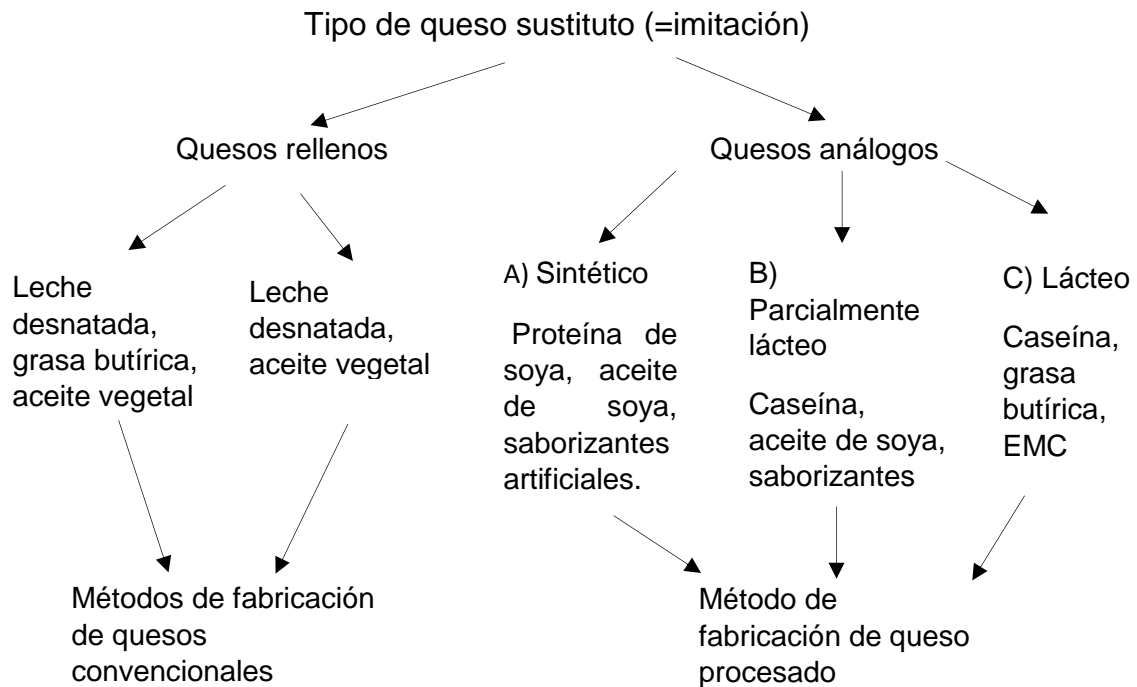 Tipo de queso sustituto (=imitación)
Quesos rellenos
Quesos análogos
Leche
desnatada,
grasa butírica,
aceite vegetal
Leche
desnatada,
aceite vegetal
A) Sintético
Proteína de
soya, aceite
de soya,
saborizantes
artificiales.
B)
Parcialmente
lácteo
Caseína,
aceite de soya,
saborizantes
C) Lácteo
Caseína,
grasa
butírica,
EMC
Métodos de fabricación
de quesos
convencionales
Método de
fabricación de queso
procesado